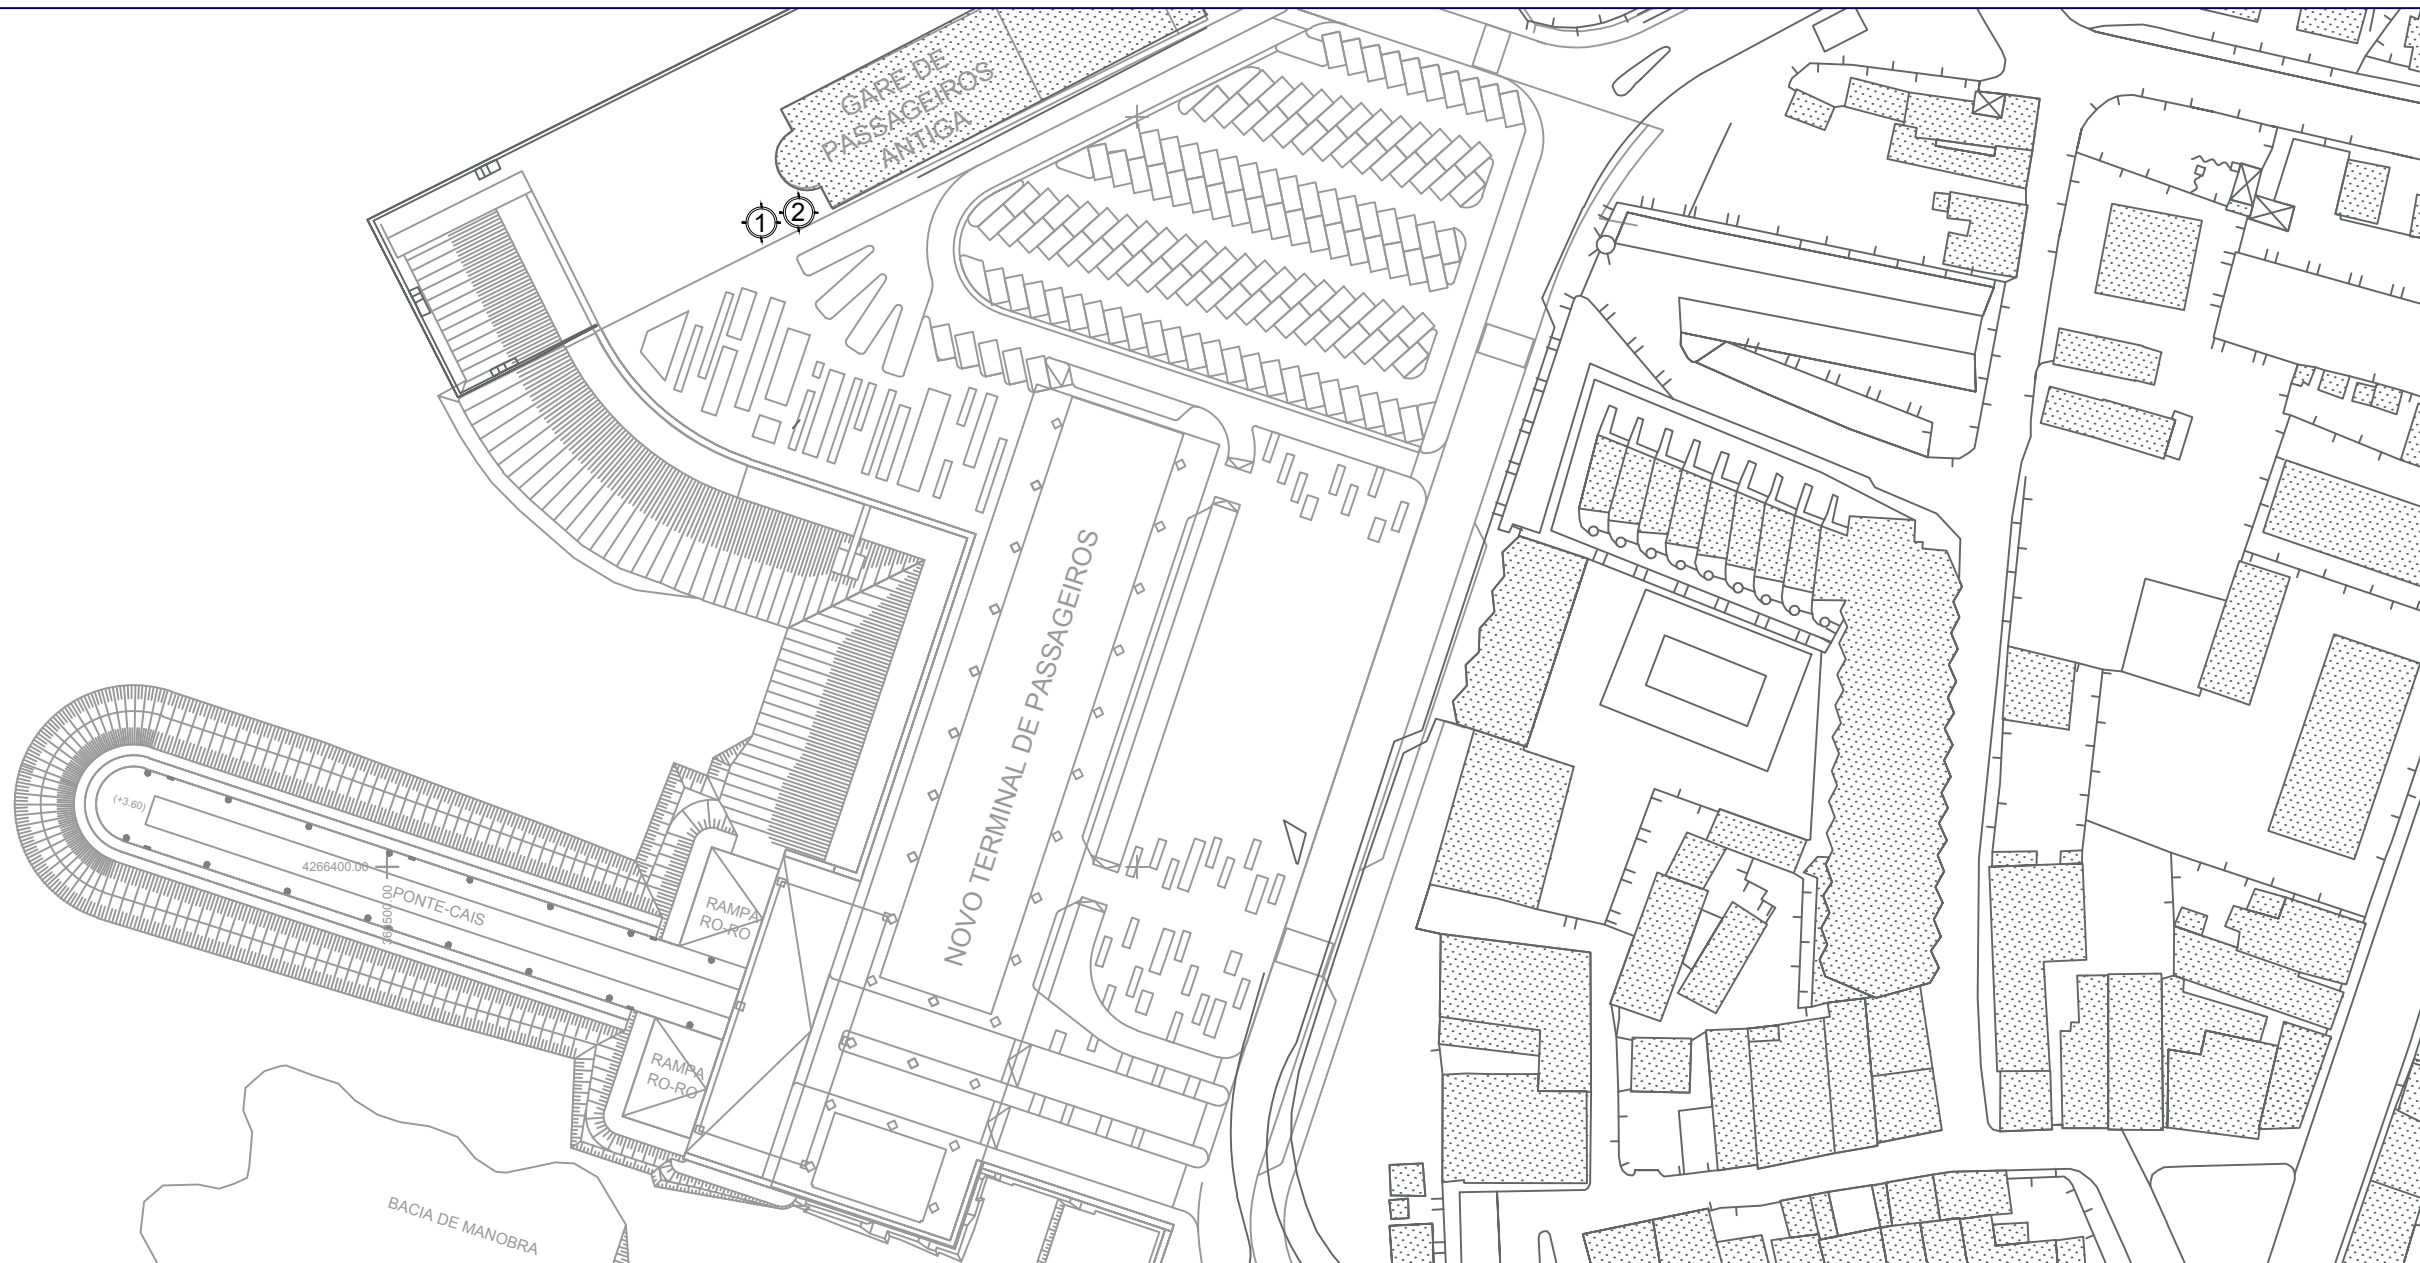 GARE DE
PASSAGEIROS
ANTIGA
1
2
NOVO TERMINAL DE PASSAGEIROS
(+3.60)
4266400.00
PONTE-CAIS
RAMPA
RO-RO
RAMPA
RO-RO
BACIA DE MANOBRA